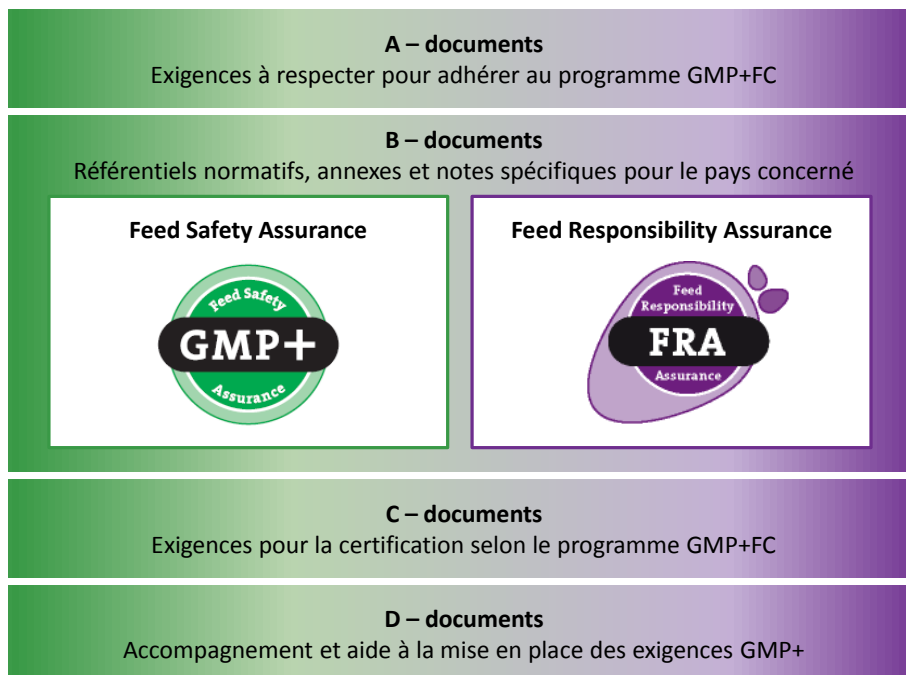 A – documents
Exigences à respecter pour adhérer au programme GMP+FC
B – documents
Référentiels normatifs, annexes et notes spécifiques pour le pays concerné
Feed Safety Assurance
Feed Safety
GMP+
Assurance
Feed Responsibility Assurance
Feed
Responsibility
FRA
Assurance
C – documents
Exigences pour la certification selon le programme GMP+FC
D – documents
Accompagnement et aide à la mise en place des exigences GMP+